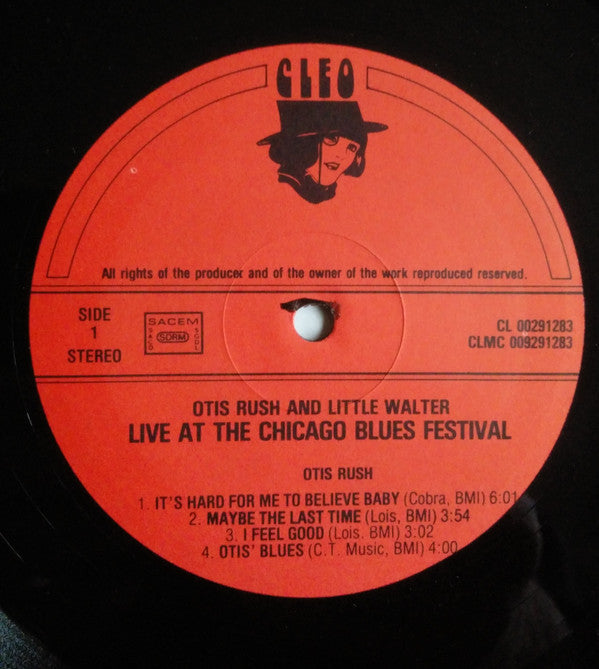 CLEO
All rights of the producer and of the owner of the work reproduced reserved.
SIDE
1
STEREO
SACEM
SDRM
CL 00291283
CLMC 009291283
OTIS RUSH AND LITTLE WALTER
LIVE AT THE CHICAGO BLUES FESTIVAL
OTIS RUSH
1. IT'S HARD FOR ME TO BELIEVE BABY (Cobra, BMI) 6:01
2. MAYBE THE LAST TIME (Lois, BMI) 3:54
3. I FEEL GOOD (Lois. BMI) 3:02
4. OTIS' BLUES (C.T. Music, BMI) 4:00